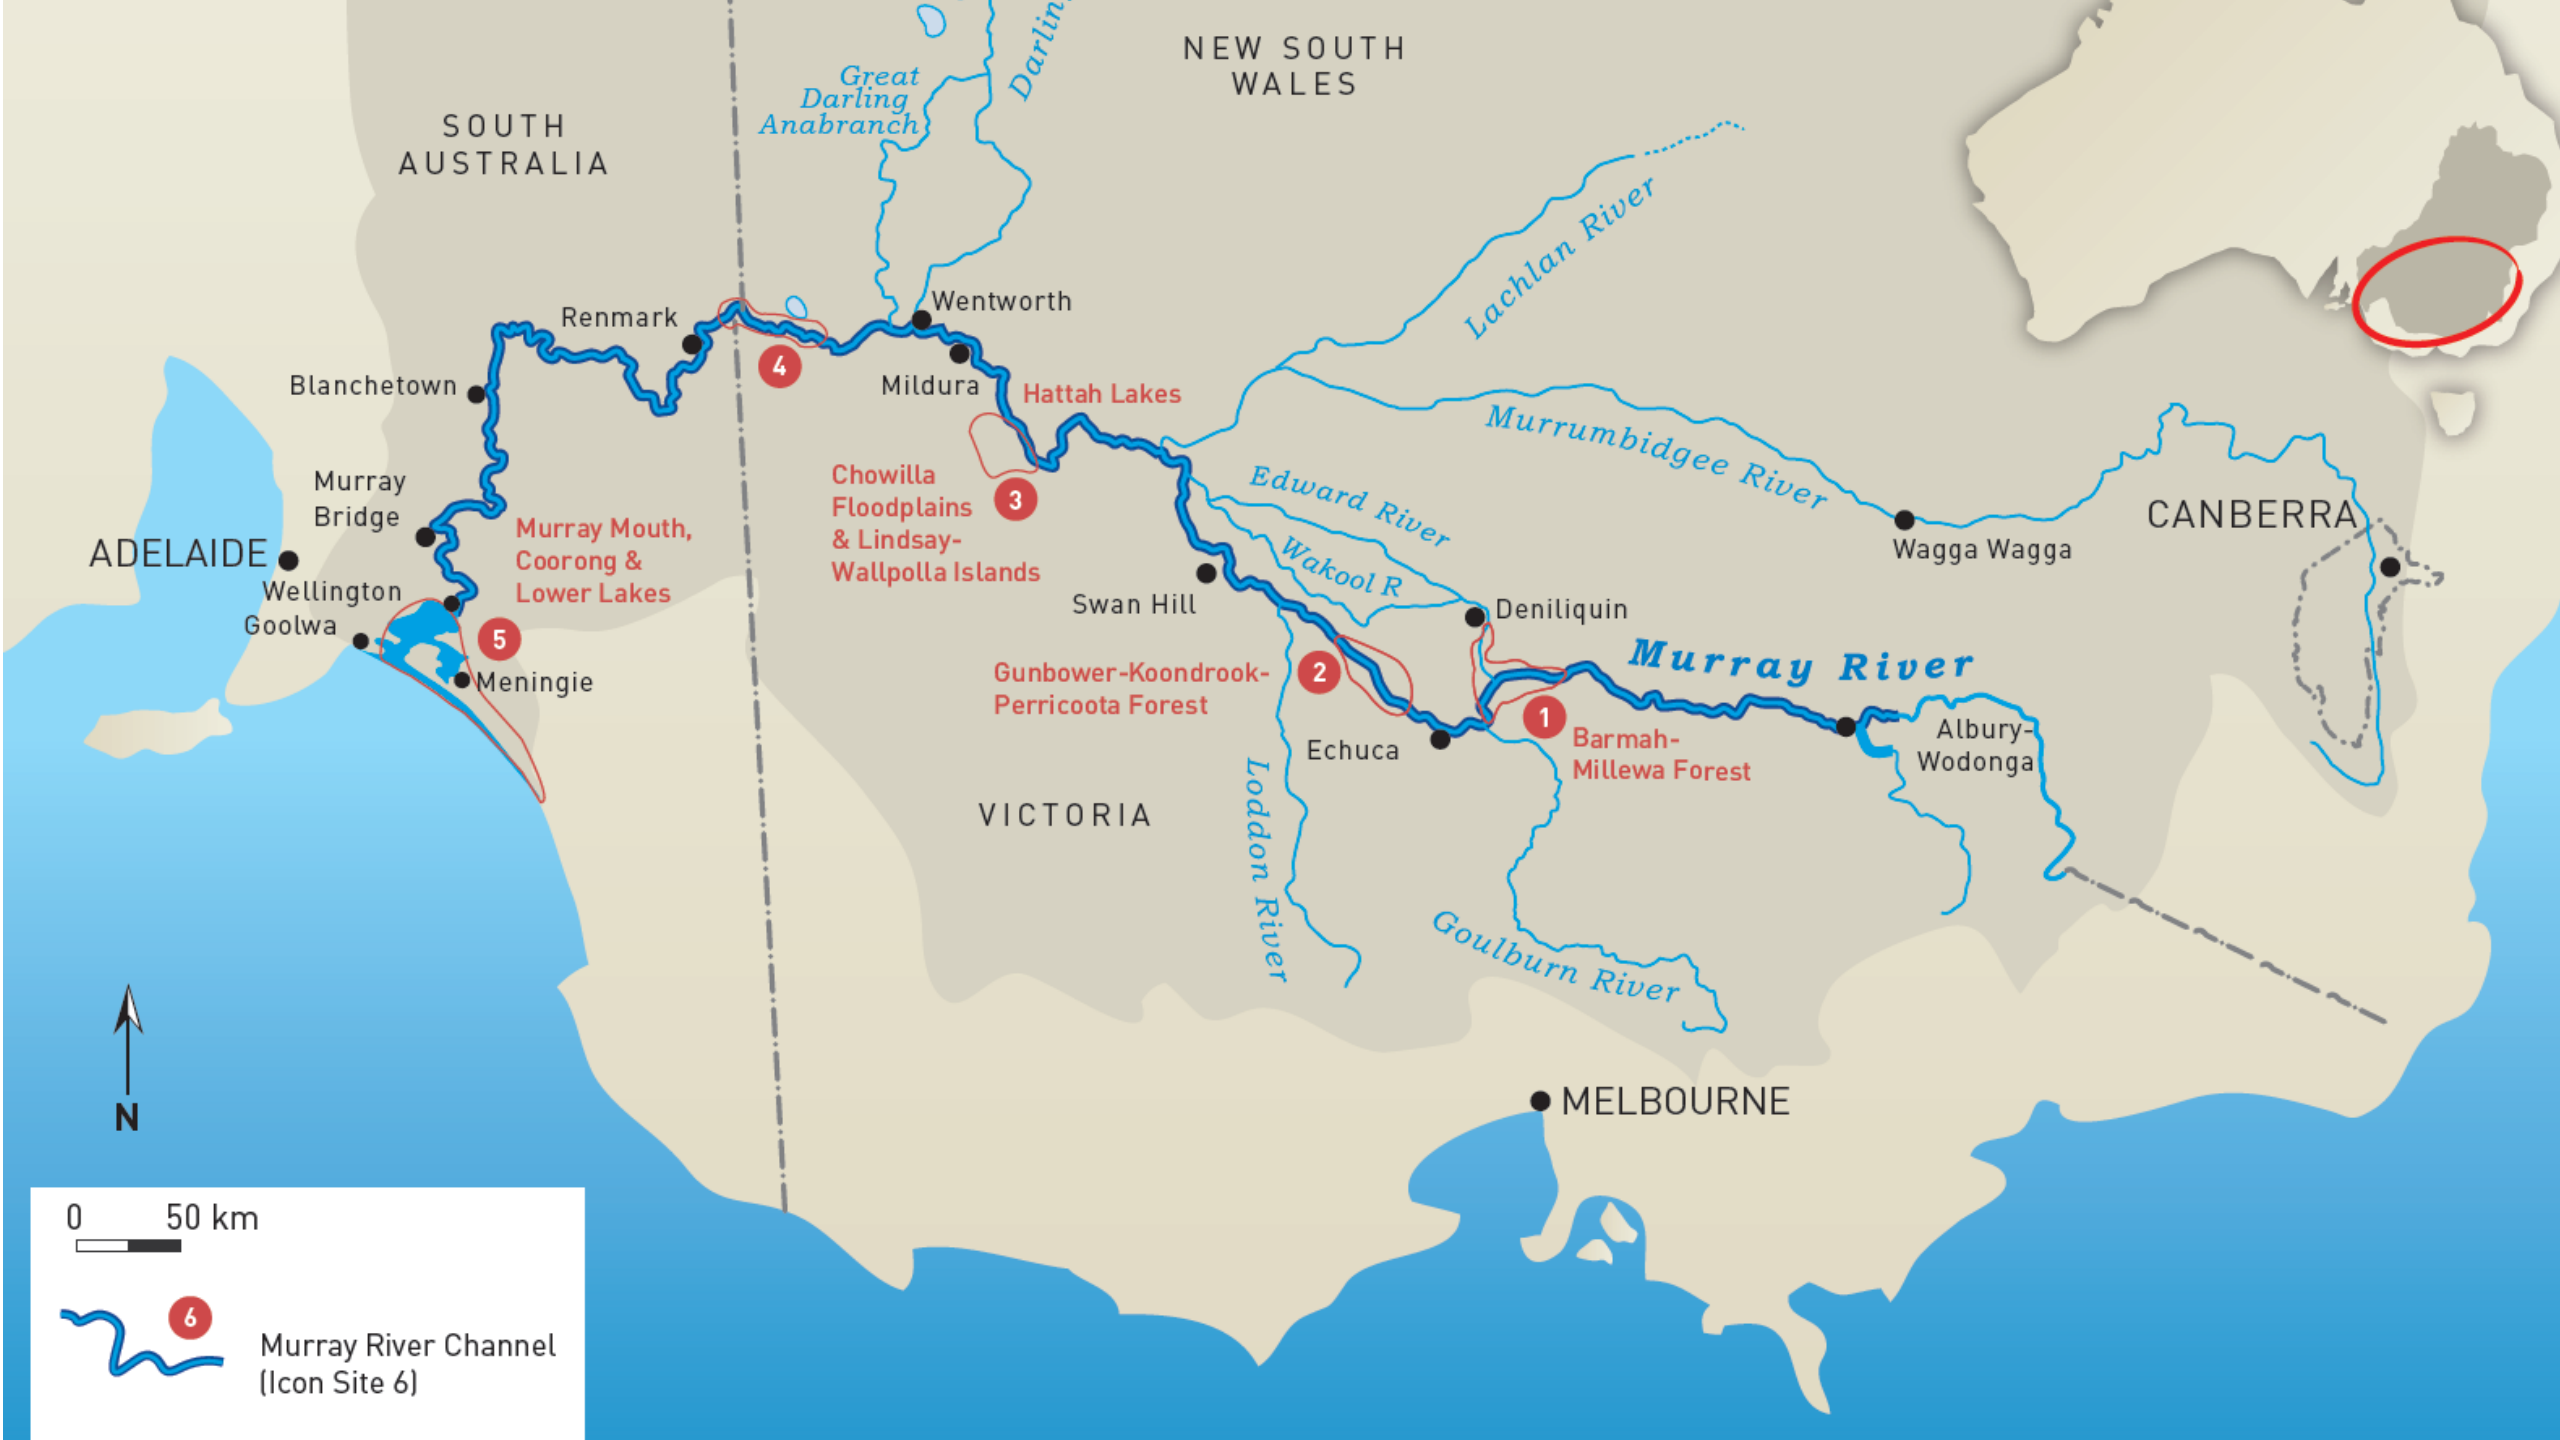 NEW SOUTH
WALES
Darlin
Great
Darling
Anabranch
SOUTH
AUSTRALIA
Lachlan River
Wentworth
Renmark
4
Mildura
Blanchetown
Hattah Lakes
Murrumbidgee River
Murray
Bridge
Chowilla
Floodplains
& Lindsay-
Wallpolla Islands
3
Edward River
CANBERRA
Wagga Wagga
Murray Mouth,
Coorong &
Lower Lakes
ADELAIDE
Wellington
Goolwa
5
Meningie
Wakool R
Swan Hill
Deniliquin
Murray River
Gunbower-Koondrook-
Perricoota Forest
2
1
Barmah-
Millewa Forest
Echuca
Albury-
Wodonga
VICTORIA
Loddon River
Goulburn River
MELBOURNE
N
0 50 km
6
Murray River Channel
(Icon Site 6)